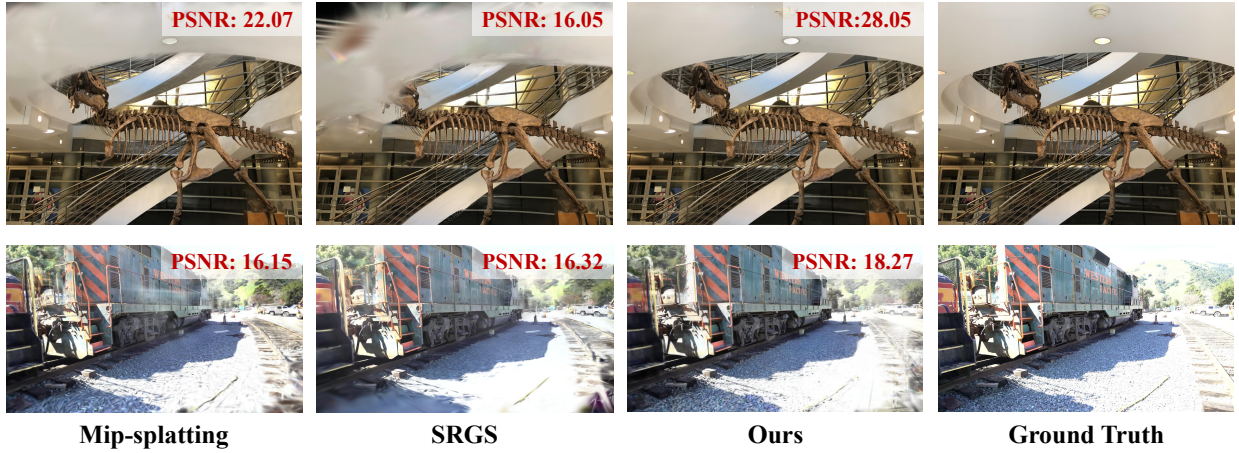 PSNR: 22.07
PSNR: 16.05
PSNR:28.05
PSNR: 16.15
PSNR: 16.32
PSNR: 18.27
Mip-splatting
SRGS
Ours
Ground Truth